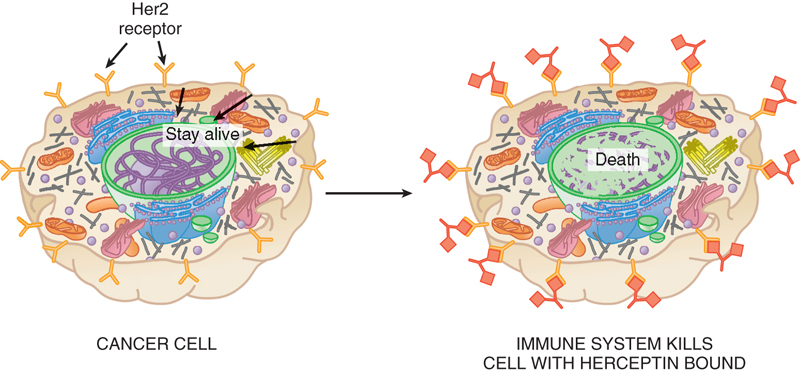 Her2
receptor
Stay alive
Death
CANCER CELL
IMMUNE SYSTEM KILLS
CELL WITH HERCEPTIN BOUND